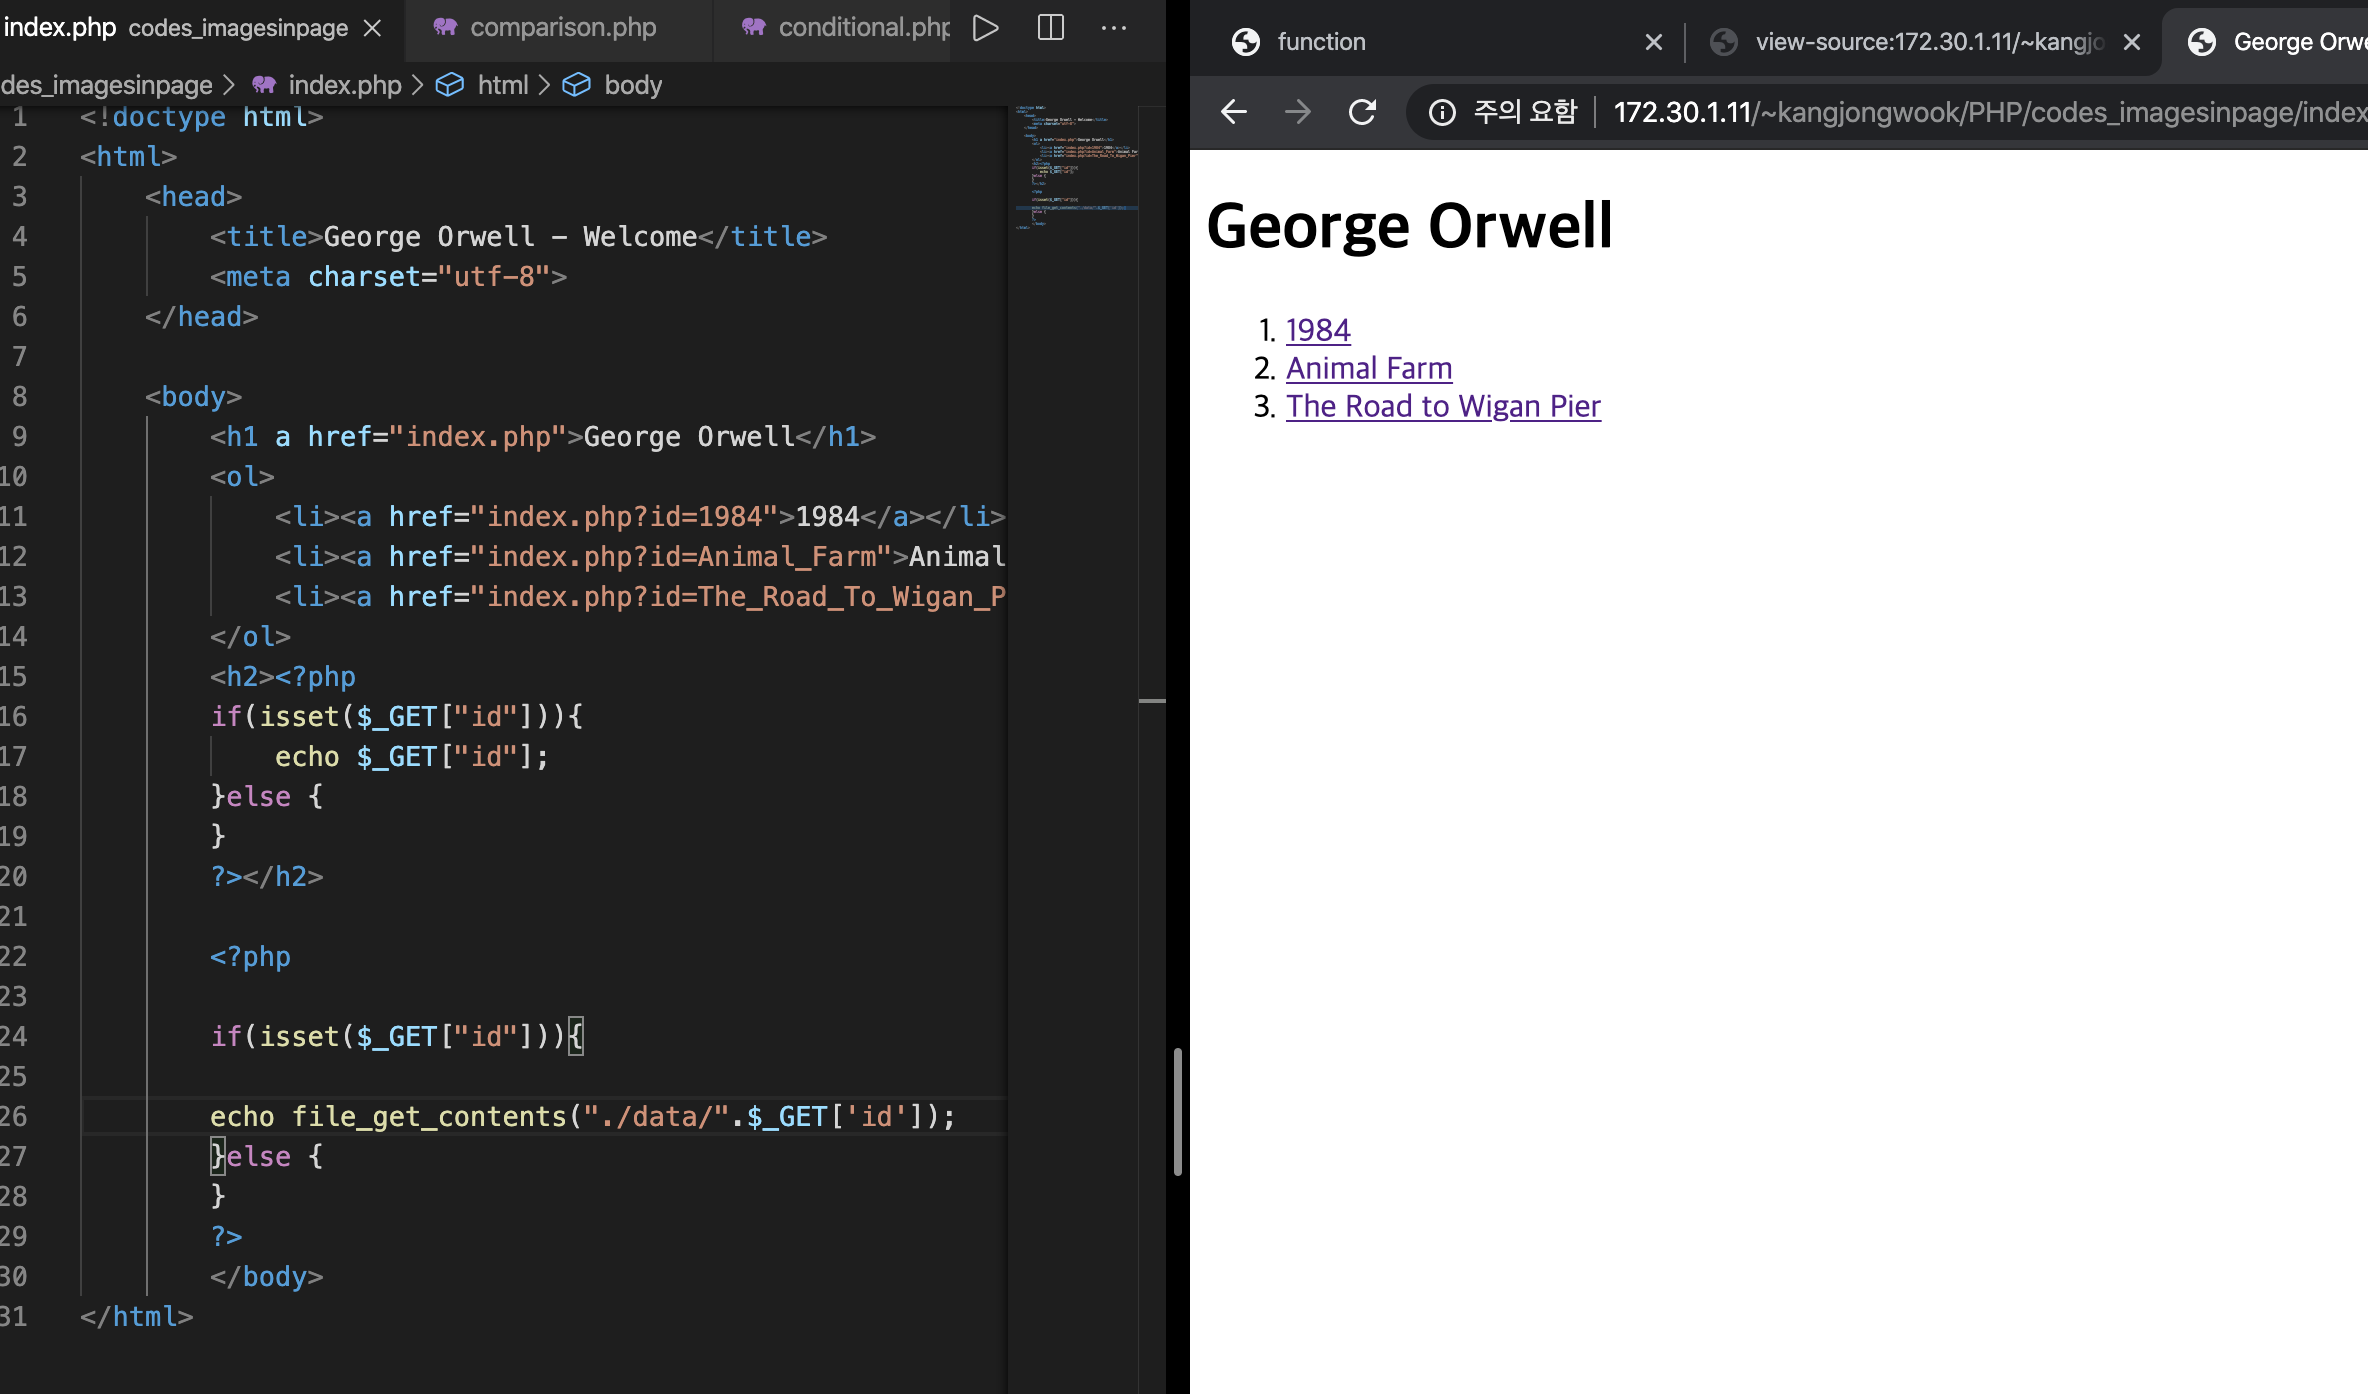 index.php codes_imagesinpage
comparison.php
conditional.php
des_imagesinpage > index.php > html > body
1 <!doctype html>
2 <html>
3 <head>
4 <title>George Orwell - Welcome</title>
5 <meta charset="utf-8">
6 </head>
7
8 <body>
9 <h1 a href="index.php">George Orwell</h1>
10 <ol>
11 <li><a href="index.php?id=1984">1984</a></li>
12 <li><a href="index.php?id=Animal_Farm">Animal
13 <li><a href="index.php?id=The_Road_To_Wigan_P
14 </ol>
15 <h2><?php
16 if(isset($_GET["id"])){
17 echo $_GET["id"];
18 }else {
19 }
20 ?></h2>
21
22 <?php
23
24 if(isset($_GET["id"])){
25
26 echo file_get_contents("./data/".$_GET['id']);
27 }else {
28 }
29 ?>
30 </body>
31 </html>
function
view-source:172.30.1.11/~kangjo
George Orwe
주의 요함 172.30.1.11/~kangjongwook/PHP/codes_imagesinpage/index
George Orwell
1. 1984
2. Animal Farm
3. The Road to Wigan Pier